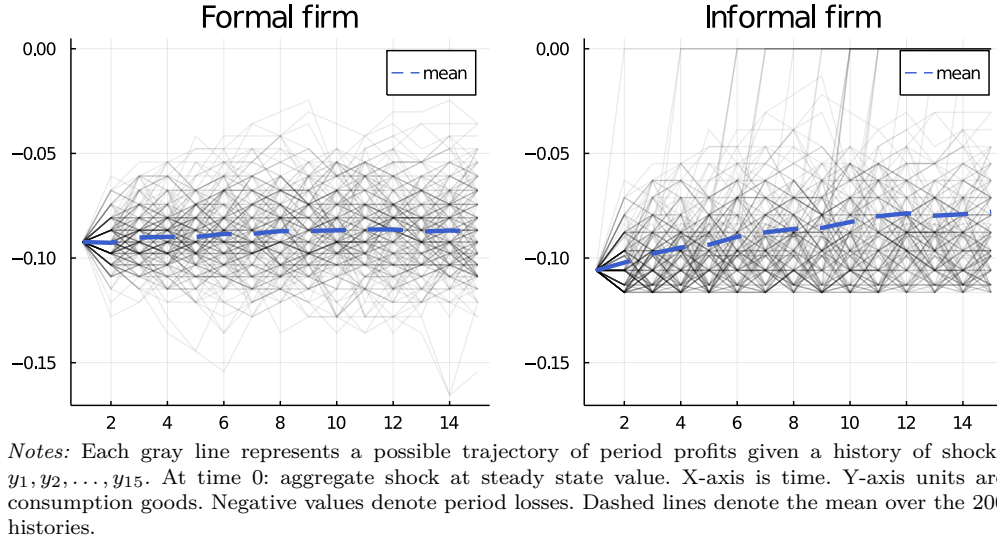 Formal firm
Informal firm
0.00
−0.05
−0.10
−0.15
mean
2 4 6 8 10 12 14
0.00
−0.05
−0.10
−0.15
mean
2 4 6 8 10 12 14
Notes: Each gray line represents a possible trajectory of period profits given a history of shock
y₁, y₂, . . . , y₁₅. At time 0: aggregate shock at steady state value. X-axis is time. Y-axis units are
consumption goods. Negative values denote period losses. Dashed lines denote the mean over the 200
histories.